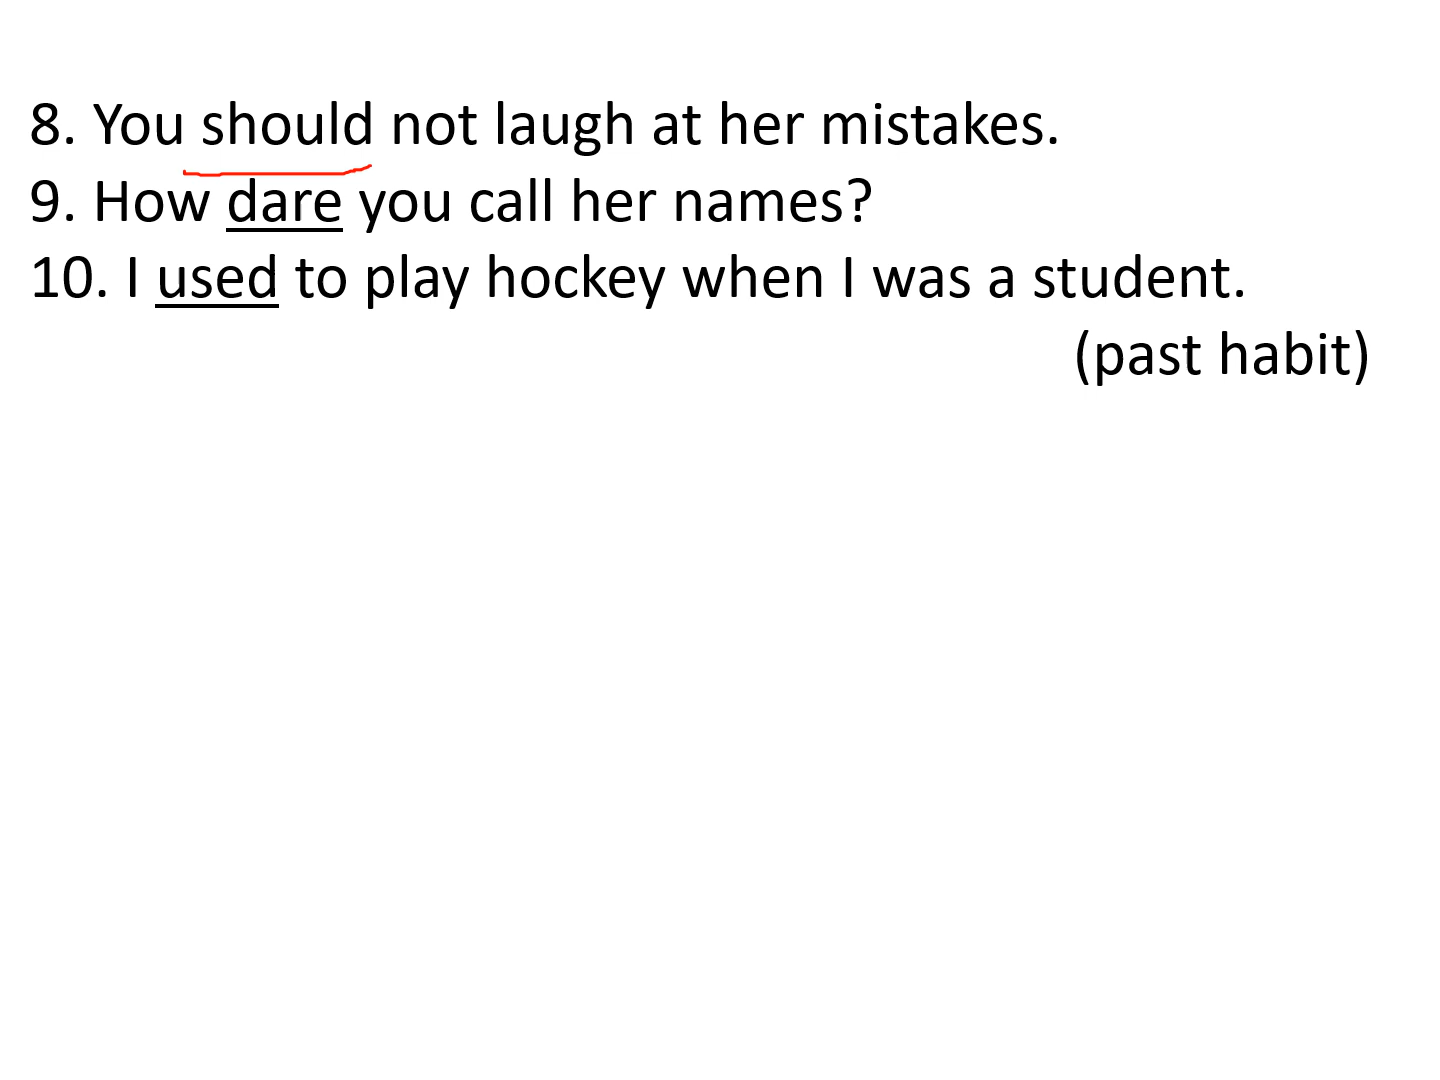 8. You should not laugh at her mistakes.
9. How dare you call her names?
10. I used to play hockey when I was a student.
(past habit)